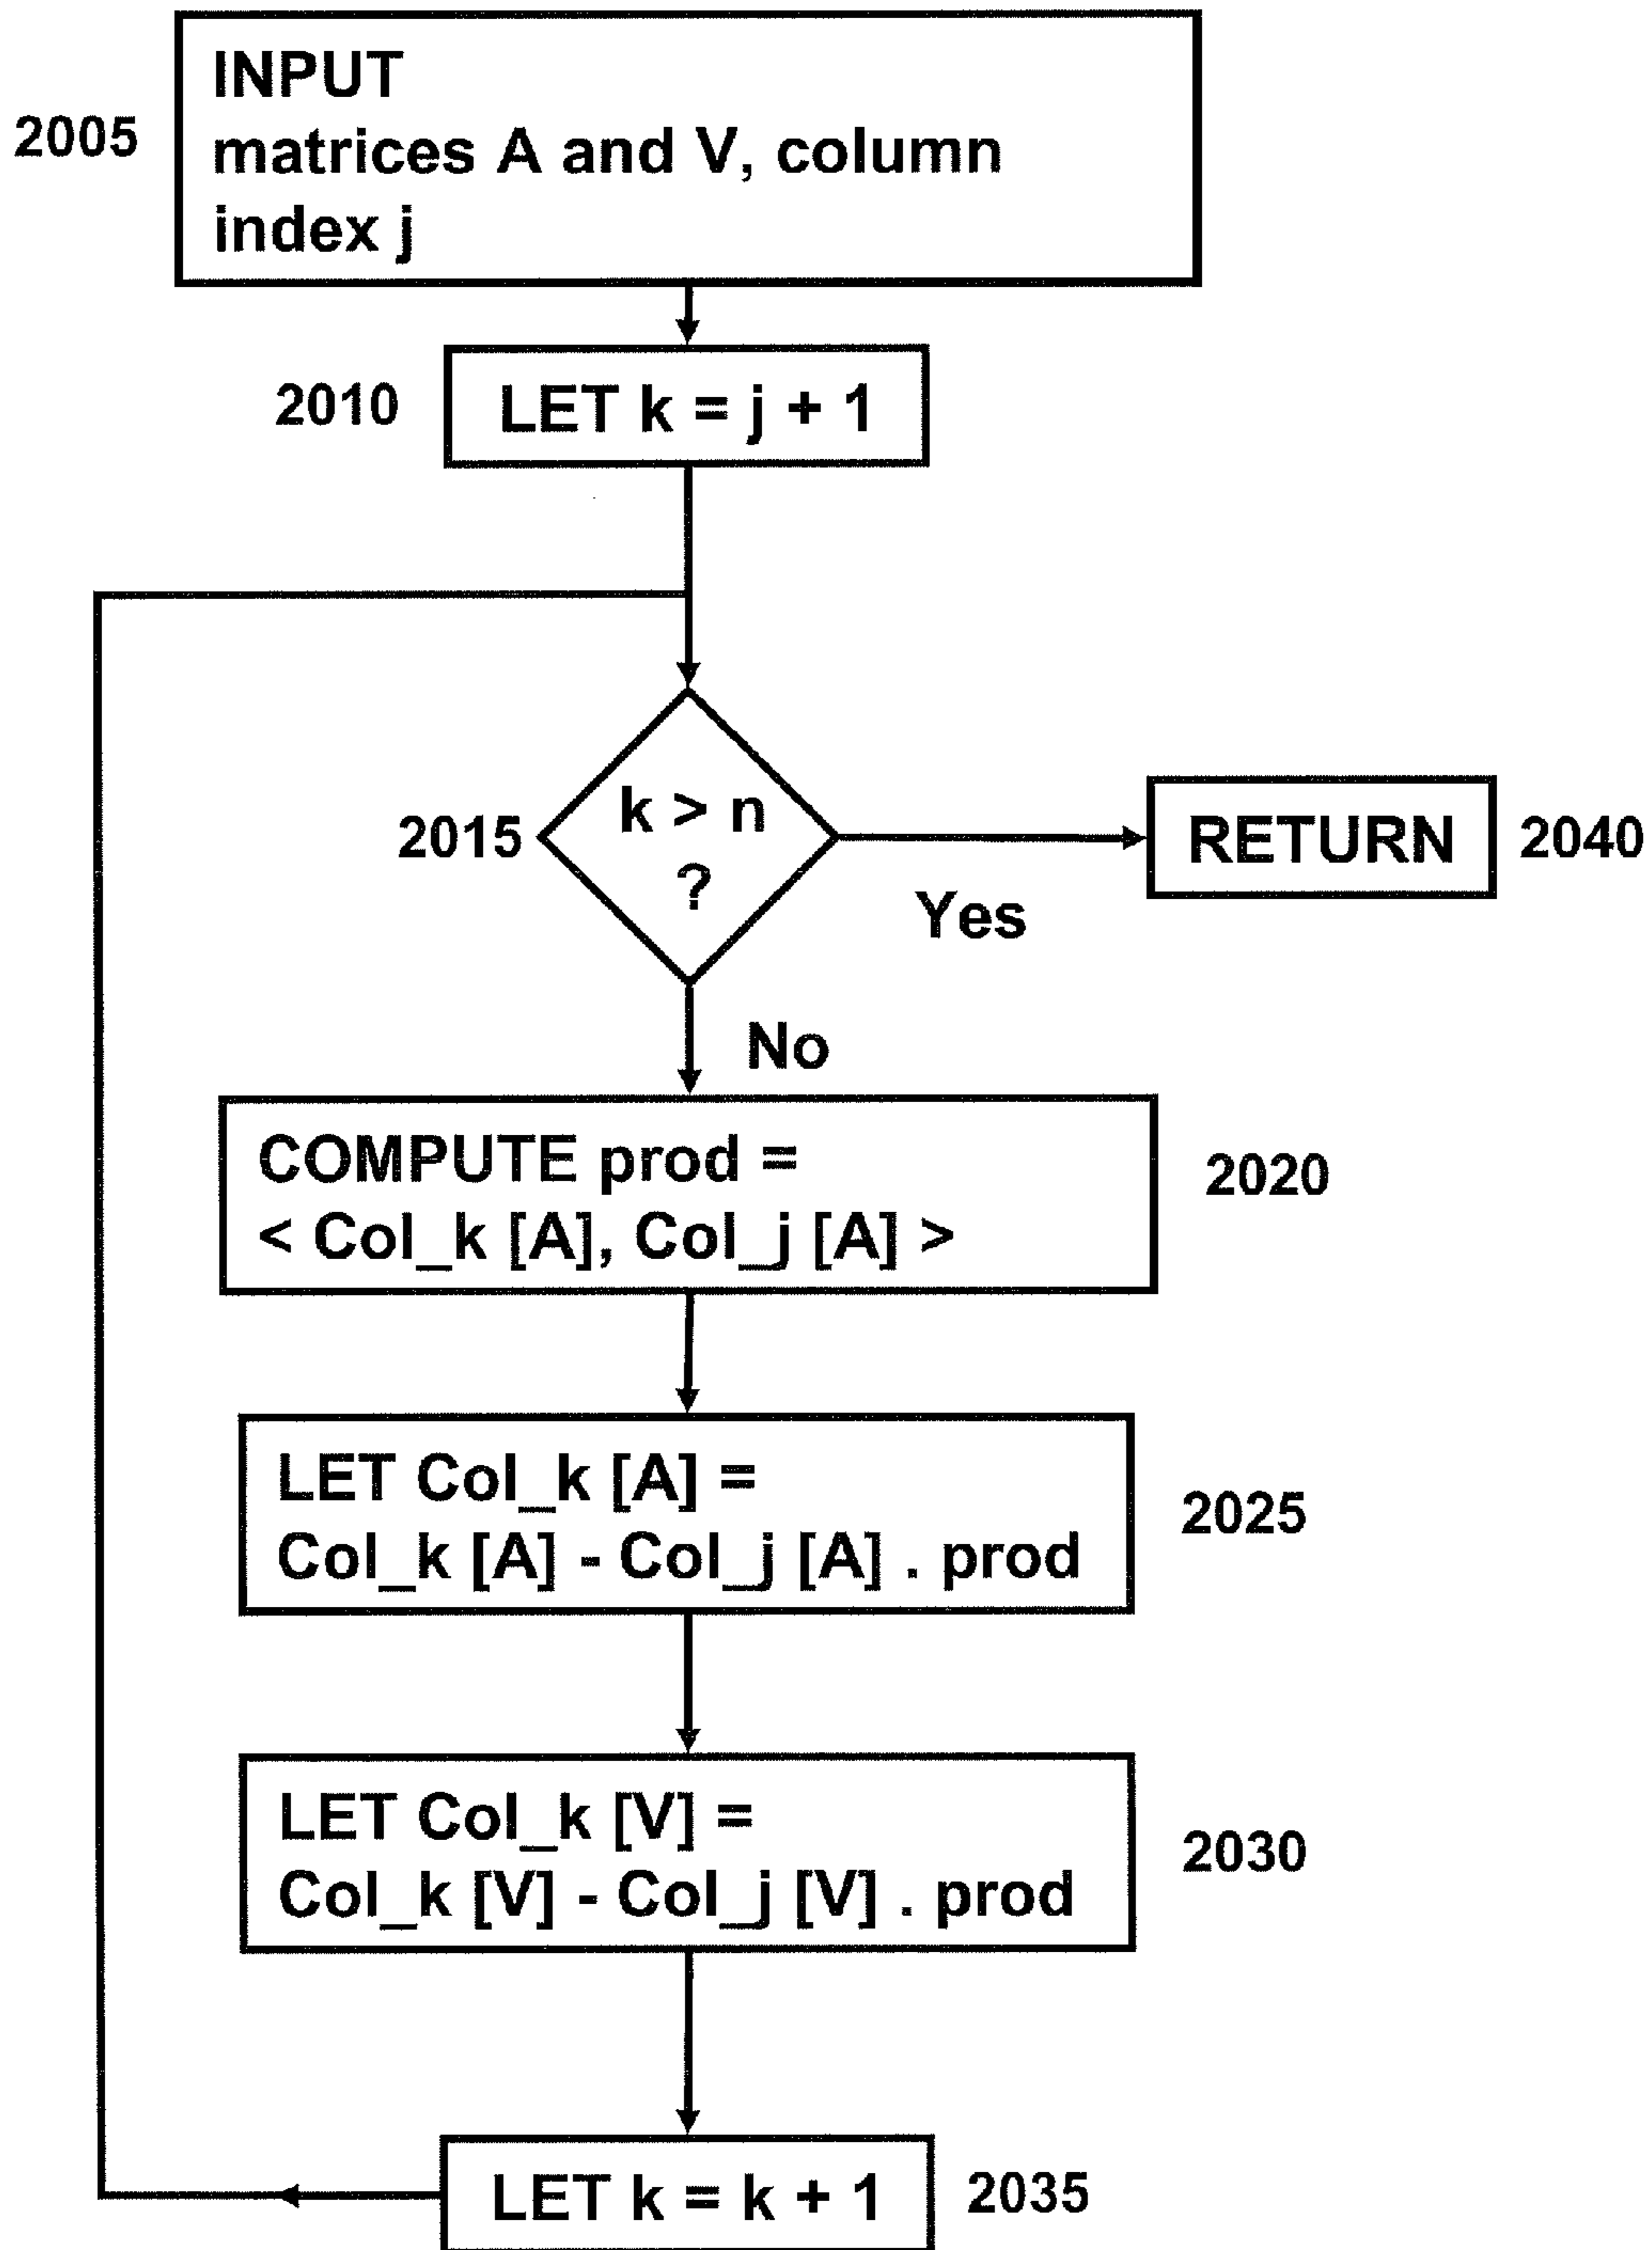 INPUT
matrices A and V, column
index j
2005
2010
LET k = j + 1
2015
k > n
?
Yes
RETURN
2040
No
COMPUTE prod =
< Col_k [A], Col_j [A] >
2020
LET Col_k [A] =
Col_k [A] - Col_j [A] . prod
2025
LET Col_k [V] =
Col_k [V] - Col_j [V] . prod
2030
LET k = k + 1
2035